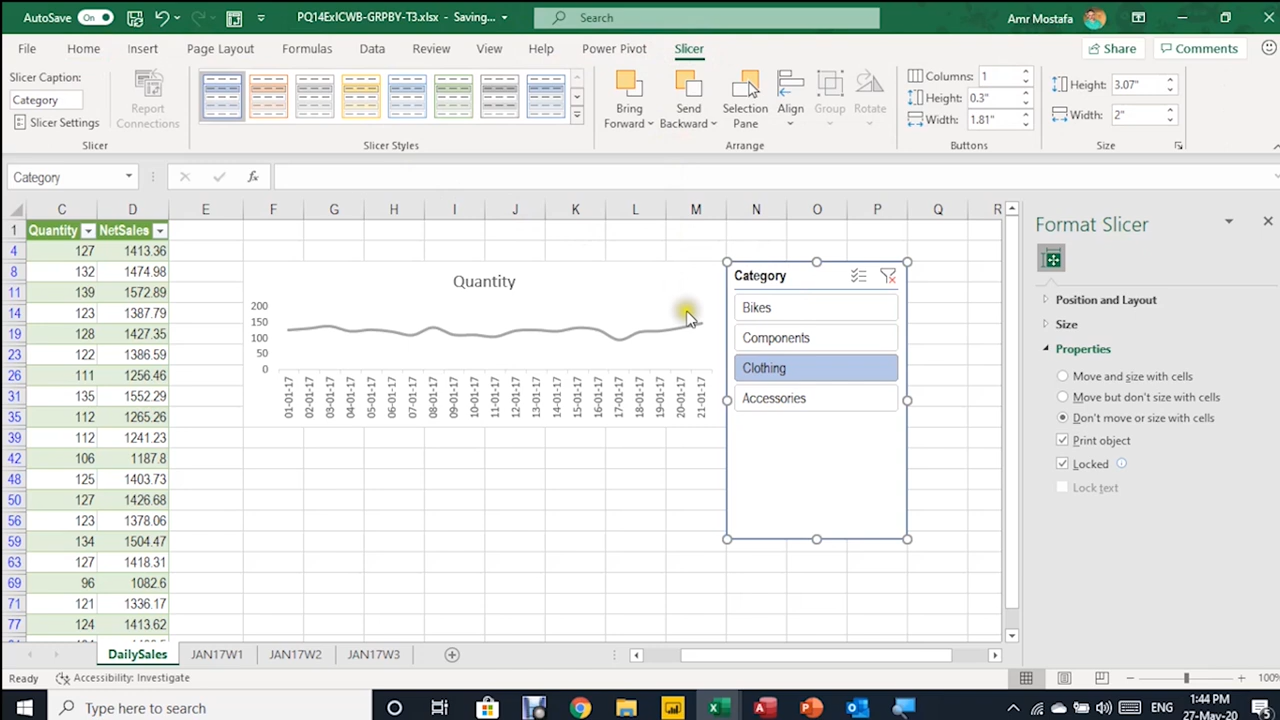 AutoSave On PQ14ExICWB-GRPBY-T3.xlsx - Saving... Search Amr Mostafa
File Home Insert Page Layout Formulas Data Review View Help Power Pivot Slicer Share Comments
Slicer Caption:
Category
Slicer Settings
Report Connections
Bring Forward
Send Backward
Selection Pane
Align
Group
Rotate
Columns: 1
Height: 0.3"
Width: 1.81"
Height: 3.07"
Width: 2"
Slicer Slicer Styles Arrange Buttons Size
Category fx
C D E F G H I J K L M N O P Q R
1 Quantity NetSales
4 127 1413.36
8 132 1474.98
11 139 1572.89
14 123 1387.79
19 128 1427.35
22 122 1386.59
26 111 1256.46
31 135 1552.29
35 112 1265.26
39 112 1241.23
42 106 1187.8
48 125 1403.73
50 127 1426.68
56 123 1378.06
59 134 1504.47
63 127 1418.31
69 96 1082.6
71 121 1336.17
77 124 1413.62
Quantity
200
150
100
50
0
01-01-17 02-01-17 03-01-17 04-01-17 05-01-17 06-01-17 07-01-17 08-01-17 09-01-17 10-01-17 11-01-17 12-01-17 13-01-17 14-01-17 15-01-17 16-01-17 17-01-17 18-01-17 19-01-17 20-01-17 21-01-17
Category
Bikes
Components
Clothing
Accessories
Format Slicer
Position and Layout
Size
Properties
Move and size with cells
Move but don't size with cells
Don't move or size with cells
Print object
Locked
Lock text
DailySales JAN17W1 JAN17W2 JAN17W3
Ready Accessibility: Investigate 100%
Type here to search ENG 1:44 PM
27-May-20